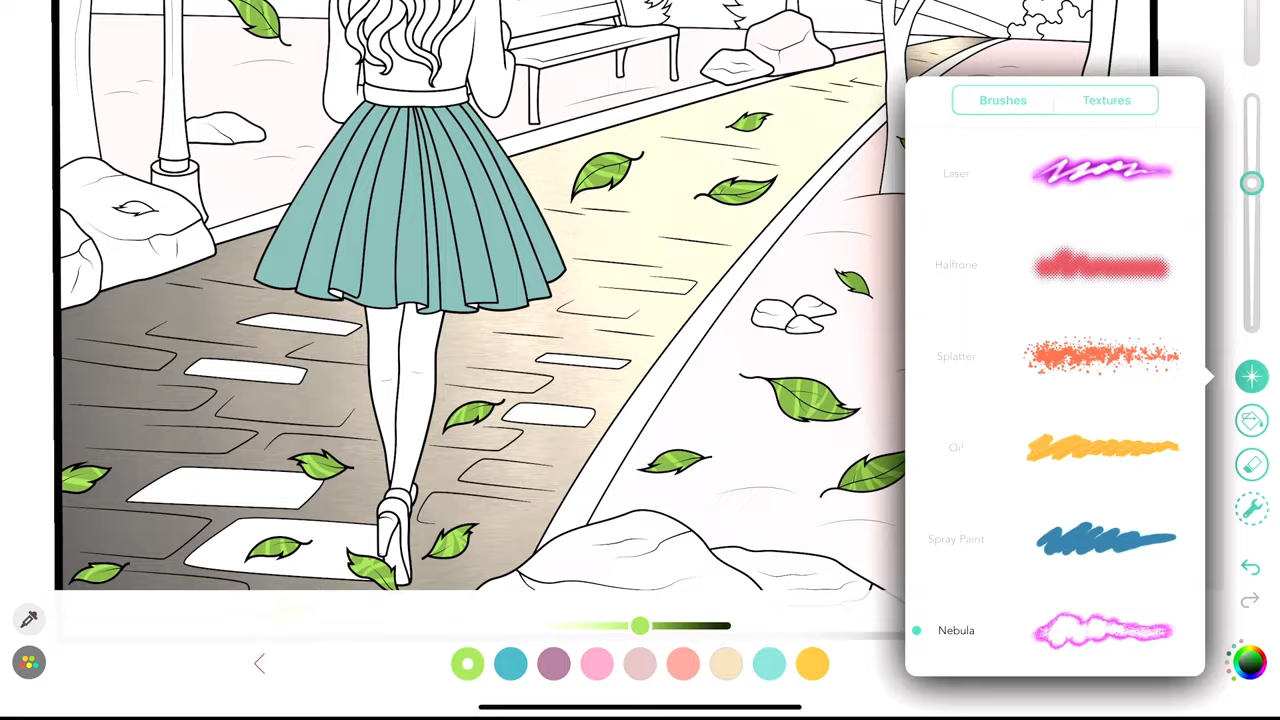 Brushes
Textures
Laser
Halftone
Splatter
Oil
Spray Paint
Nebula